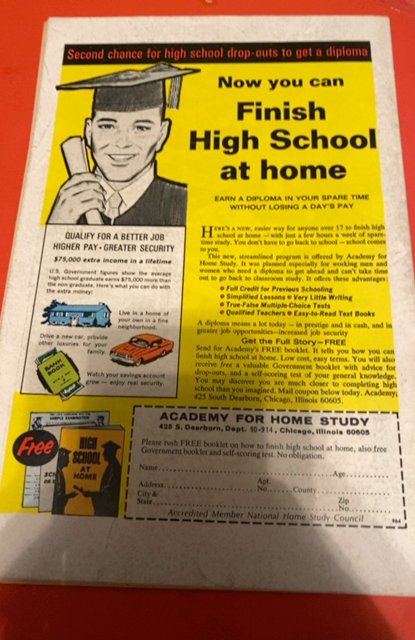 Second chance for high school drop-outs to get a diploma
Now you can
Finish
High School
at home
EARN A DIPLOMA IN YOUR SPARE TIME
WITHOUT LOSING A DAY'S PAY
QUALIFY FOR A BETTER JOB
HIGHER PAY • GREATER SECURITY
$75,000 extra income in a lifetime
U.S. Government figures show the average
high school graduate earns $75,000 more than
the non-graduate. Here's what you can do with
the extra money:
Live in a home of
your own in a fine
neighborhood.
Drive a new car, provide
other luxuries for your
family.
BANK
BOOK
Watch your savings account
grow — enjoy real security.
HERE'S A NEW, easier way for anyone over 17 to finish high
school at home — with just a few hours a week of spare-
time study. You don't have to go back to school — school comes
to you.
This new, streamlined program is offered by Academy for
Home Study. It was planned especially for working men and
women who need a diploma to get ahead and can't take time
out to go back to classroom study. It offers these advantages:
• Full Credit for Previous Schooling
• Simplified Lessons • Very Little Writing
• True-False Multiple-Choice Tests
• Qualified Teachers • Easy-to-Read Text Books
A diploma means a lot today — in prestige and in cash, and in
greater job opportunities—increased job security
Get the Full Story—FREE
Send for Academy's FREE booklet. It tells you how you can
finish high school at home. Low cost, easy terms. You will also
receive free a valuable Government booklet with advice for
drop-outs, and a self-scoring test of your general knowledge.
You may discover you are much closer to completing high
school than you imagined. Mail coupon below today. Academy,
425 South Dearborn, Chicago, Illinois 60605.
Free
SAMPLE EXAMINATION
HIGH
SCHOOL
AT
HOME
ACADEMY FOR HOME STUDY
425 S. Dearborn, Dept. 50-914, Chicago, Illinois 60605
Please rush FREE booklet on how to finish high school at home, also free
Government booklet and self-scoring test. No obligation.
Name Age
Address Apt. No.
City & State County Zip No.
Accredited Member National Home Study Council